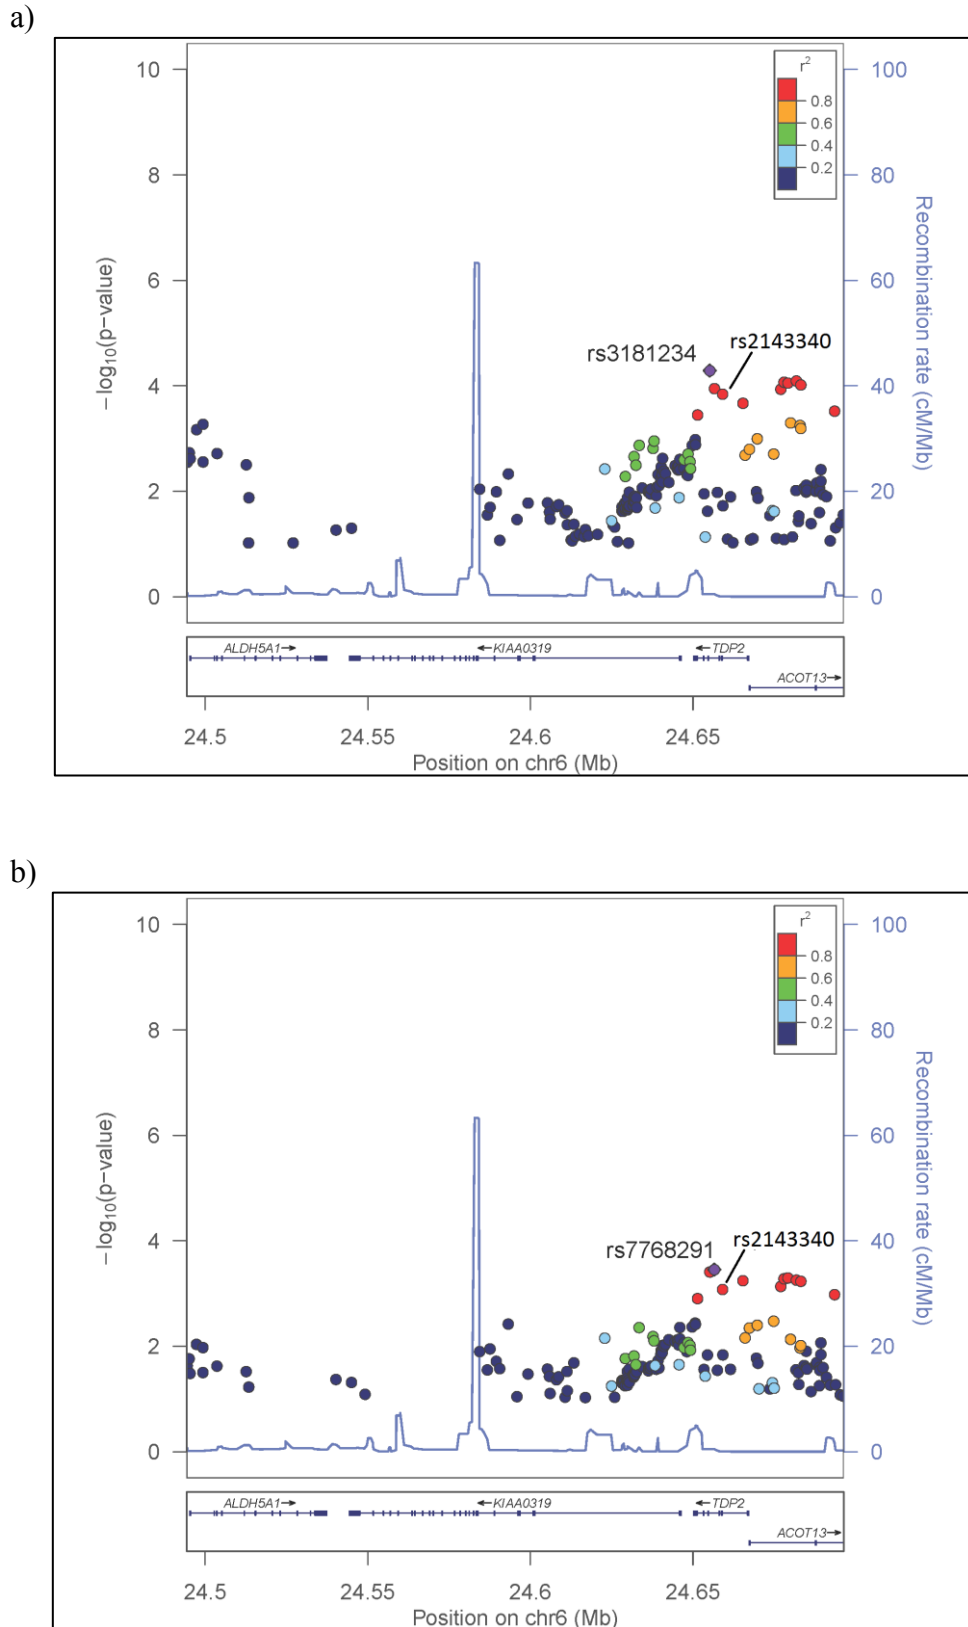 a)
10
8
6
4
2
0
−log10(p−value)
100
80
60
40
20
0
Recombination rate (cM/Mb)
r2
0.8
0.6
0.4
0.2
rs3181234
rs2143340
ALDH5A1→
←KIAA0319
←TDP2
ACOT13→
24.5
24.55
24.6
24.65
Position on chr6 (Mb)
b)
10
8
6
4
2
0
−log10(p−value)
100
80
60
40
20
0
Recombination rate (cM/Mb)
r2
0.8
0.6
0.4
0.2
rs7768291
rs2143340
ALDH5A1→
←KIAA0319
←TDP2
ACOT13→
24.5
24.55
24.6
24.65
Position on chr6 (Mb)